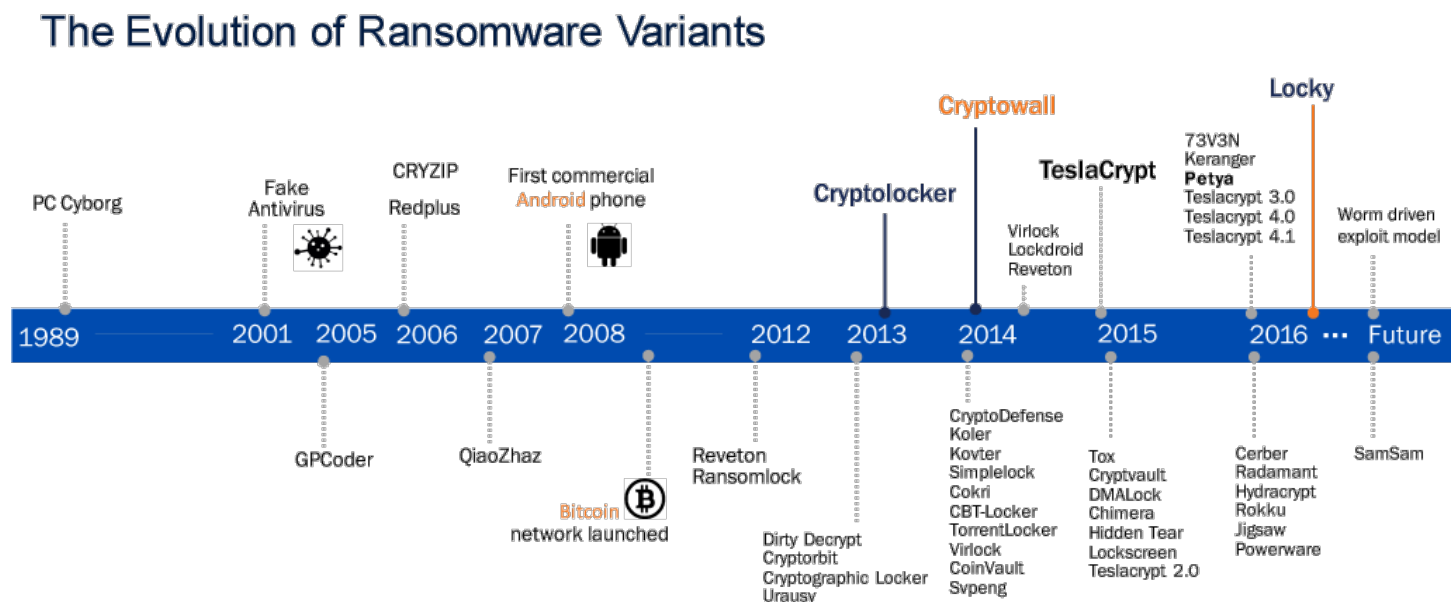 The Evolution of Ransomware Variants
PC Cyborg
Fake
Antivirus
CRYZIP
Redplus
First commercial
Android phone
Cryptolocker
Cryptowall
Virlock
Lockdroid
Reveton
TeslaCrypt
73V3N
Keranger
Petya
Teslacrypt 3.0
Teslacrypt 4.0
Teslacrypt 4.1
Locky
Worm driven
exploit model
1989 2001 2005 2006 2007 2008 2012 2013 2014 2015 2016 ... Future
GPCoder
QiaoZhaz
Bitcoin
network launched
Reveton
Ransomlock
Dirty Decrypt
Cryptorbit
Cryptographic Locker
Urausy
CryptoDefense
Koler
Kovter
Simplelock
Cokri
CBT-Locker
TorrentLocker
Virlock
CoinVault
Svpeng
Tox
Cryptvault
DMALock
Chimera
Hidden Tear
Lockscreen
Teslacrypt 2.0
Cerber
Radamant
Hydracrypt
Rokku
Jigsaw
Powerware
SamSam